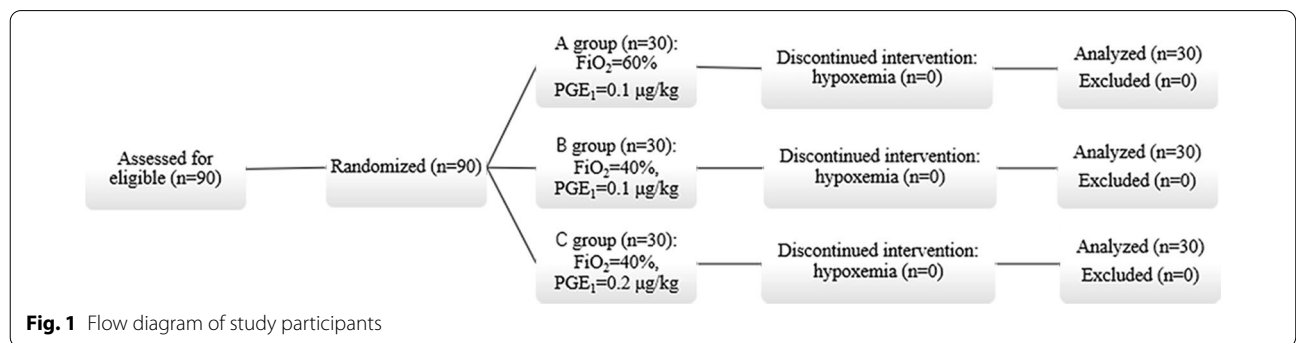 Assessed for
eligible (n=90)
Randomized (n=90)
A group (n=30):
FiO₂=60%
PGE₁=0.1 μg/kg
Discontinued intervention:
hypoxemia (n=0)
Analyzed (n=30)
Excluded (n=0)
B group (n=30):
FiO₂=40%,
PGE₁=0.1 μg/kg
Discontinued intervention:
hypoxemia (n=0)
Analyzed (n=30)
Excluded (n=0)
C group (n=30):
FiO₂=40%,
PGE₁=0.2 μg/kg
Discontinued intervention:
hypoxemia (n=0)
Analyzed (n=30)
Excluded (n=0)
Fig. 1 Flow diagram of study participants